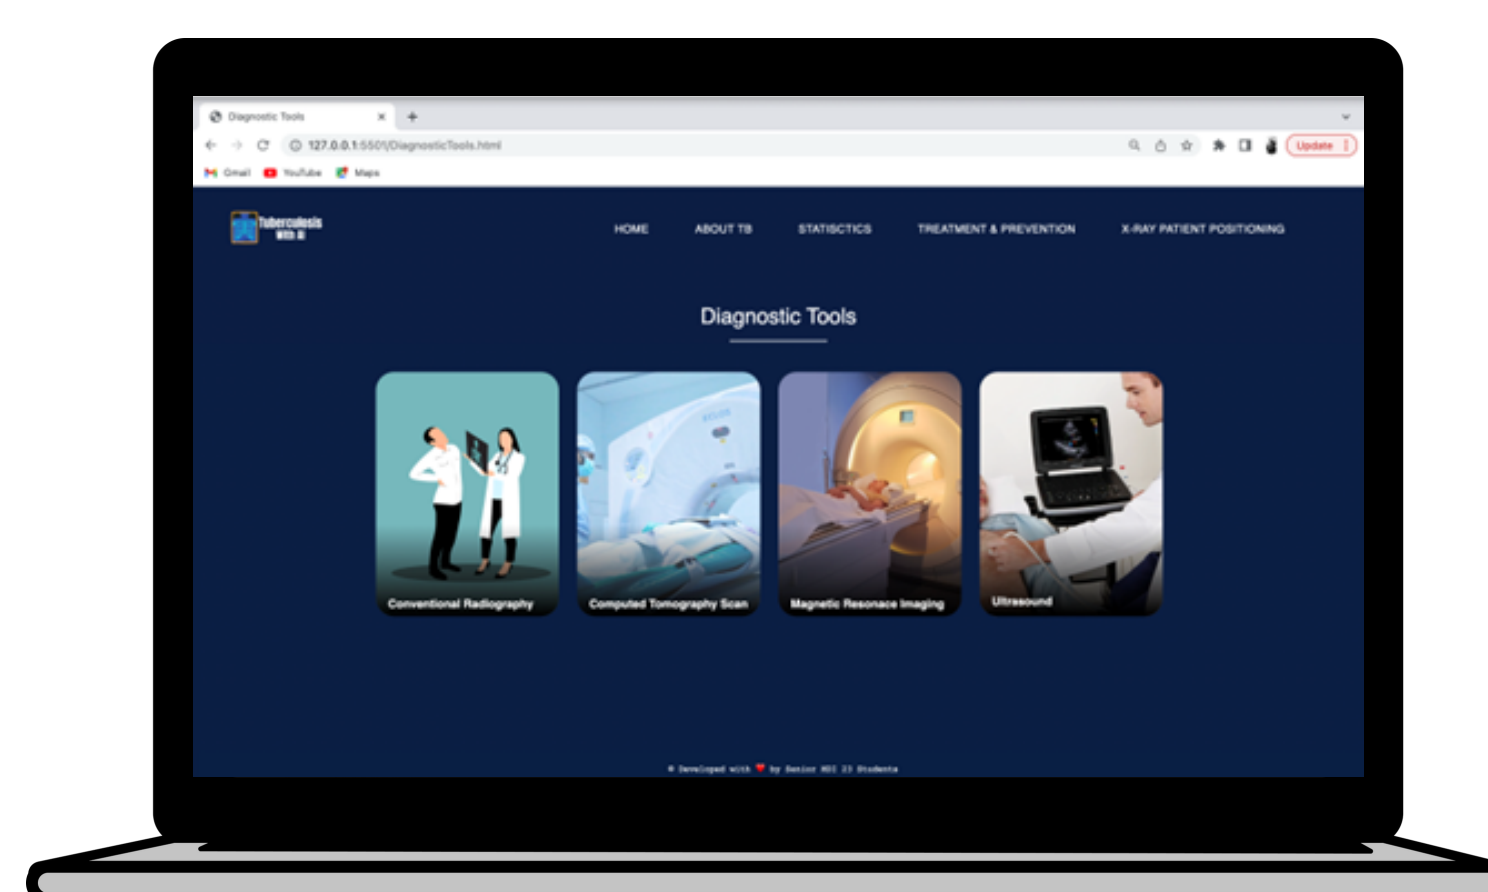 Diagnostic Tools
127.0.0.1:5501/DiagnosticTools.html
Update
Gmail YouTube Maps
Tuberculosis
With AI
HOME ABOUT TB STATISCTICS TREATMENT & PREVENTION X-RAY PATIENT POSITIONING
Diagnostic Tools
Conventional Radiography
Computed Tomography Scan
Magnetic Resonace Imaging
Ultrasound
© Developed with ❤ by Senior 23 Students